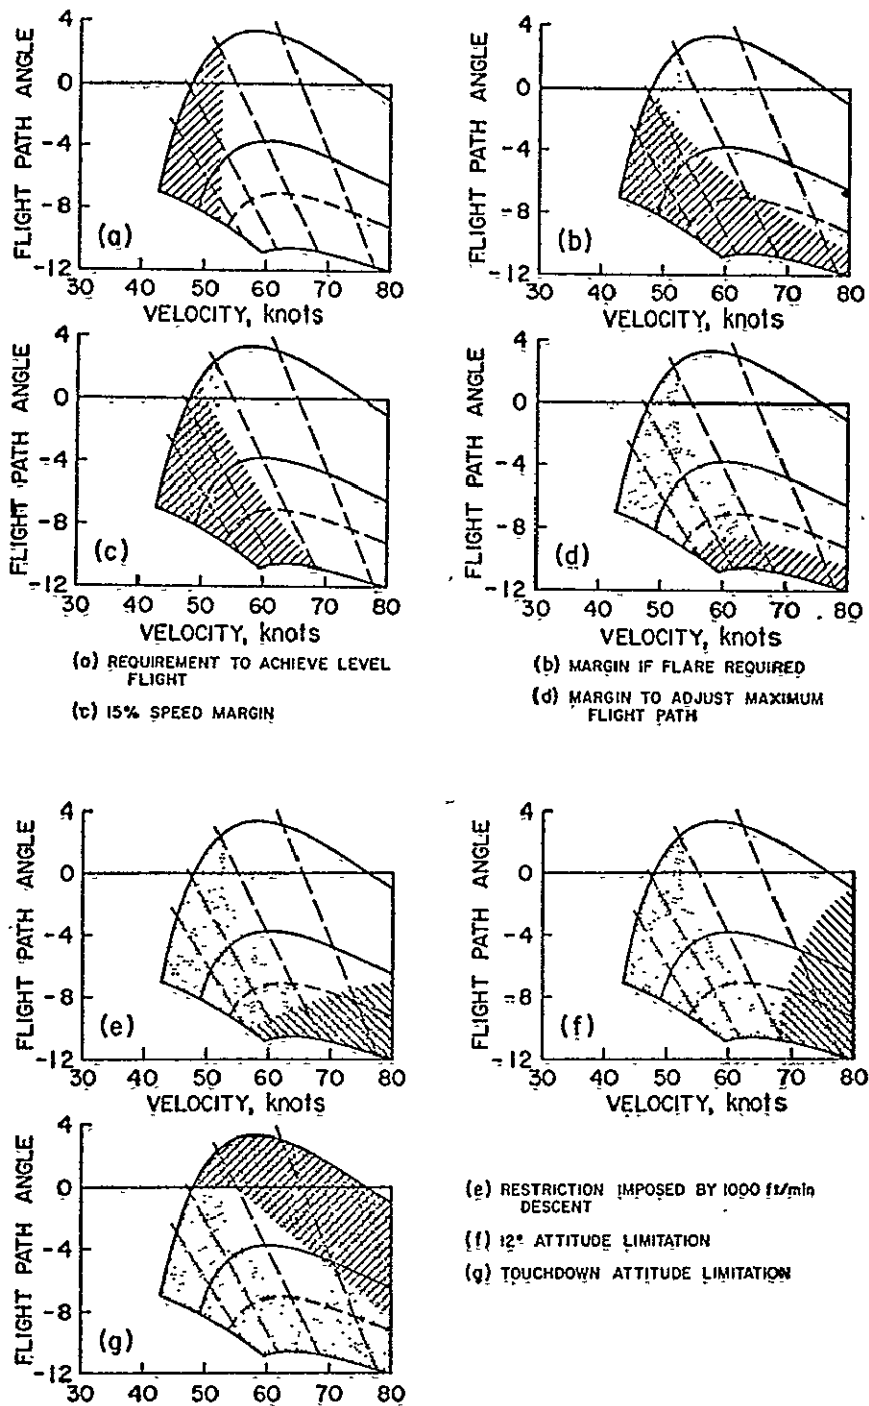 4
0
-4
-8
-12
FLIGHT PATH ANGLE
(a)
30 40 50 60 70 80
VELOCITY, knots
4
0
-4
-8
-12
FLIGHT PATH ANGLE
(b)
30 40 50 60 70 80
VELOCITY, knots
4
0
-4
-8
-12
FLIGHT PATH ANGLE
(c)
30 40 50 60 70 80
VELOCITY, knots
4
0
-4
-8
-12
FLIGHT PATH ANGLE
(d)
30 40 50 60 70 80
VELOCITY, knots
(a) REQUIREMENT TO ACHIEVE LEVEL
FLIGHT
(b) MARGIN IF FLARE REQUIRED
(c) 15% SPEED MARGIN
(d) MARGIN TO ADJUST MAXIMUM
FLIGHT PATH
4
0
-4
-8
-12
FLIGHT PATH ANGLE
(e)
30 40 50 60 70 80
VELOCITY, knots
4
0
-4
-8
-12
FLIGHT PATH ANGLE
(f)
30 40 50 60 70 80
VELOCITY, knots
4
0
-4
-8
-12
FLIGHT PATH ANGLE
(g)
30 40 50 60 70 80
(e) RESTRICTION IMPOSED BY 1000 ft/min
DESCENT
(f) 12° ATTITUDE LIMITATION
(g) TOUCHDOWN ATTITUDE LIMITATION